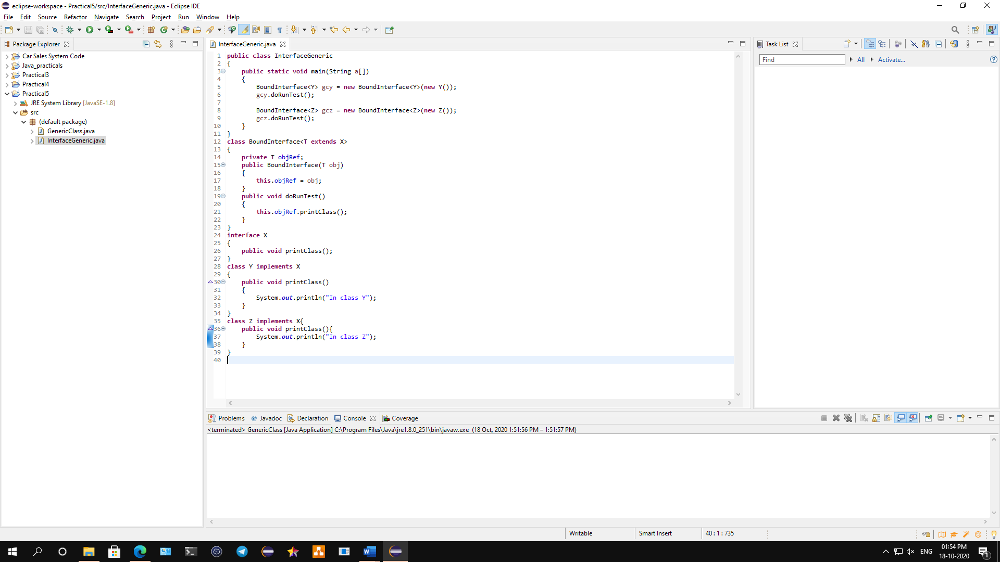 eclipse-workspace - Practical5/src/InterfaceGeneric.java - Eclipse IDE
File Edit Source Refactor Navigate Search Project Run Window Help
Package Explorer
Car Sales System Code
Java_practicals
Practical3
Practical4
Practical5
JRE System Library [JavaSE-1.8]
src
(default package)
GenericClass.java
InterfaceGeneric.java
InterfaceGeneric.java
1 public class InterfaceGeneric
2 {
3 public static void main(String a[])
4 {
5 BoundInterface<Y> gcy = new BoundInterface<Y>(new Y());
6 gcy.doRunTest();
7
8 BoundInterface<Z> gcz = new BoundInterface<Z>(new Z());
9 gcz.doRunTest();
10 }
11 }
12 class BoundInterface<T extends X>
13 {
14 private T objRef;
15 public BoundInterface(T obj)
16 {
17 this.objRef = obj;
18 }
19 public void doRunTest()
20 {
21 this.objRef.printClass();
22 }
23 }
24 interface X
25 {
26 public void printClass();
27 }
28 class Y implements X
29 {
30 public void printClass()
31 {
32 System.out.println("In class Y");
33 }
34 }
35 class Z implements X{
36 public void printClass(){
37 System.out.println("In class Z");
38 }
39 }
40
Task List
Find All Activate...
Problems @ Javadoc Declaration Console Coverage
<terminated> GenericClass [Java Application] C:\Program Files\Java\jre1.8.0_251\bin\javaw.exe (18 Oct, 2020 1:51:56 PM – 1:51:57 PM)
Writable Smart Insert 40 : 1 : 735
ENG 01:54 PM
18-10-2020
1